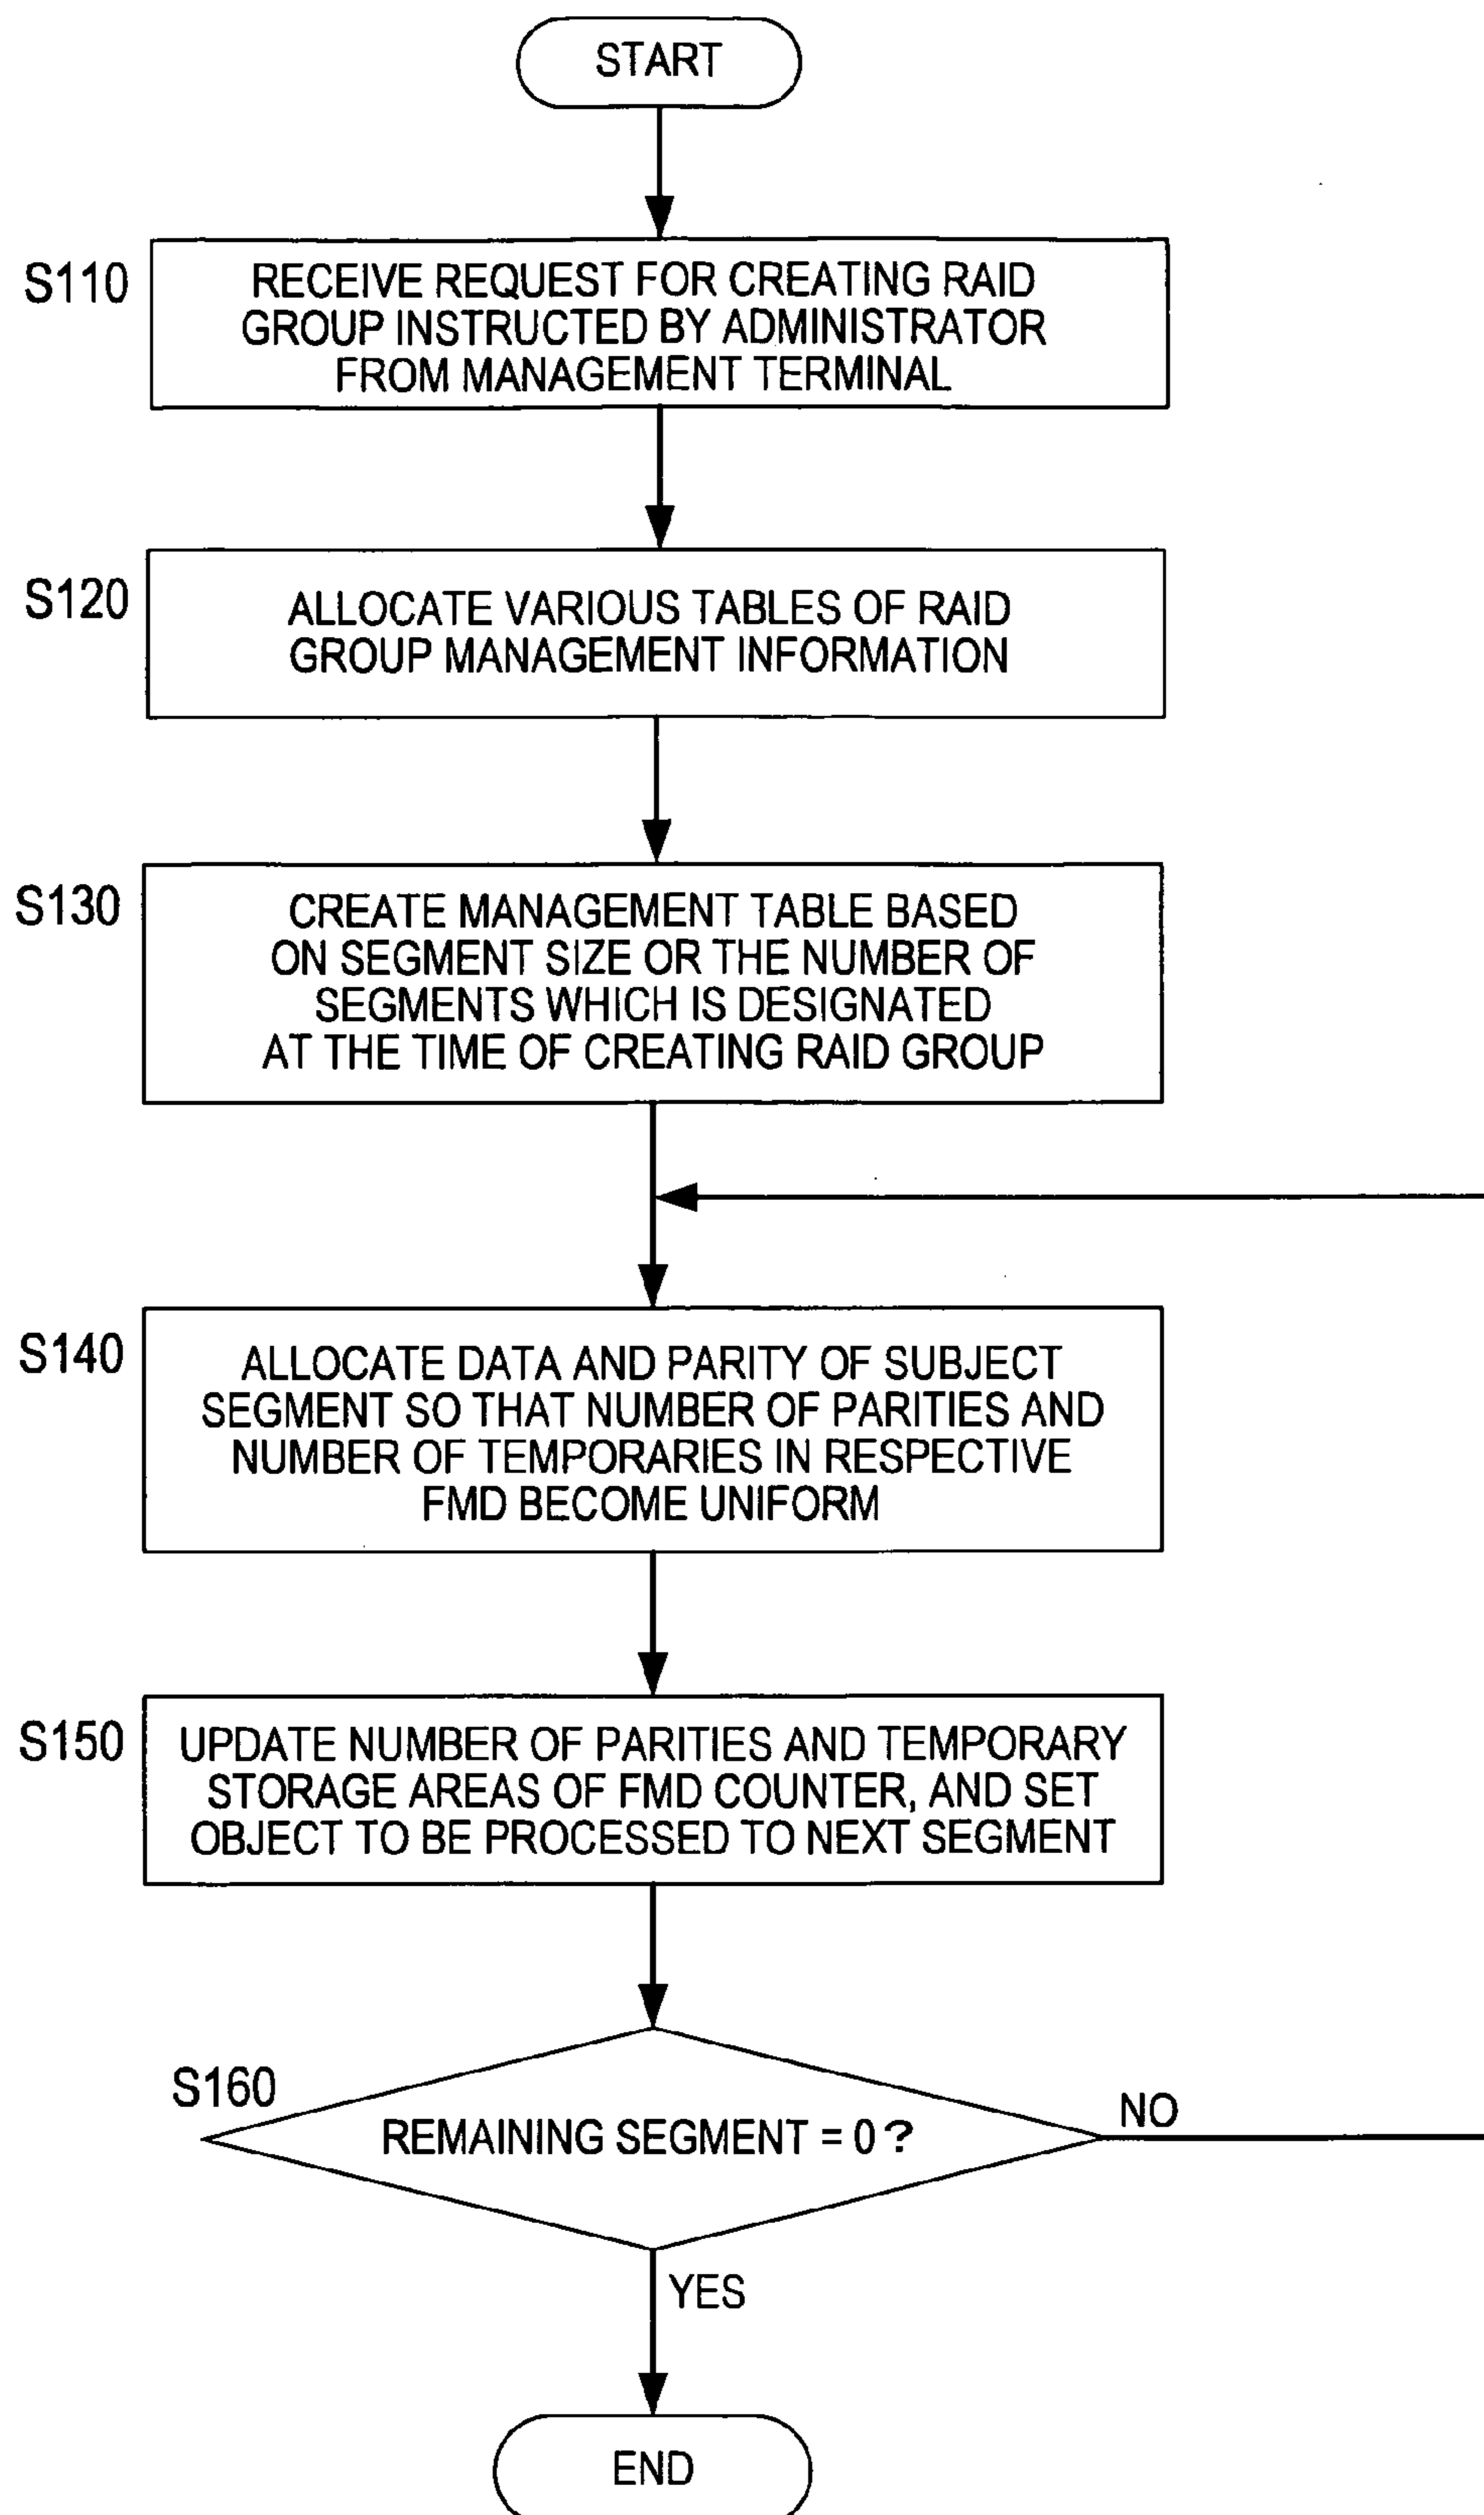 START
S110
RECEIVE REQUEST FOR CREATING RAID
GROUP INSTRUCTED BY ADMINISTRATOR
FROM MANAGEMENT TERMINAL
S120
ALLOCATE VARIOUS TABLES OF RAID
GROUP MANAGEMENT INFORMATION
S130
CREATE MANAGEMENT TABLE BASED
ON SEGMENT SIZE OR THE NUMBER OF
SEGMENTS WHICH IS DESIGNATED
AT THE TIME OF CREATING RAID GROUP
S140
ALLOCATE DATA AND PARITY OF SUBJECT
SEGMENT SO THAT NUMBER OF PARITIES AND
NUMBER OF TEMPORARIES IN RESPECTIVE
FMD BECOME UNIFORM
S150
UPDATE NUMBER OF PARITIES AND TEMPORARY
STORAGE AREAS OF FMD COUNTER, AND SET
OBJECT TO BE PROCESSED TO NEXT SEGMENT
S160
REMAINING SEGMENT = 0 ?
NO
YES
END